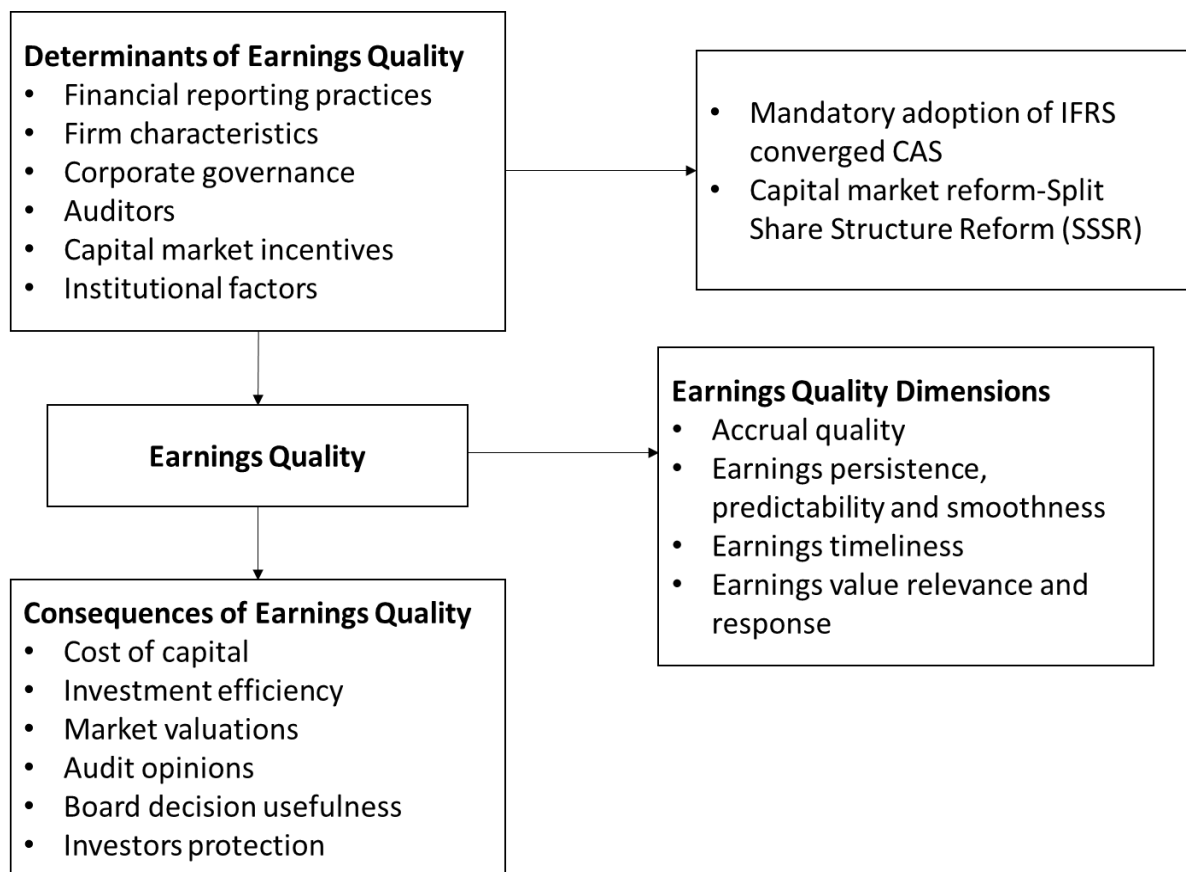 Determinants of Earnings Quality
• Financial reporting practices
• Firm characteristics
• Corporate governance
• Auditors
• Capital market incentives
• Institutional factors
• Mandatory adoption of IFRS
converged CAS
• Capital market reform-Split
Share Structure Reform (SSSR)
Earnings Quality
Earnings Quality Dimensions
• Accrual quality
• Earnings persistence,
predictability and smoothness
• Earnings timeliness
• Earnings value relevance and
response
Consequences of Earnings Quality
• Cost of capital
• Investment efficiency
• Market valuations
• Audit opinions
• Board decision usefulness
• Investors protection